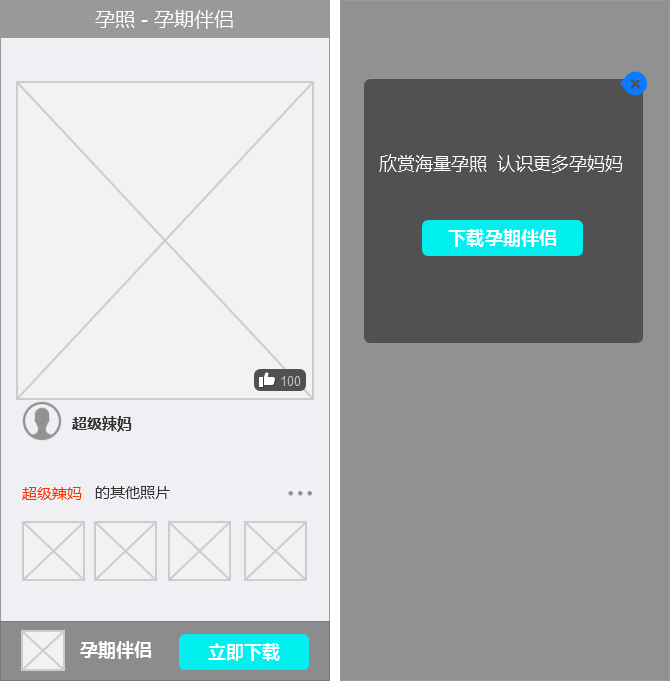 孕照 - 孕期伴侣
100
超级辣妈
超级辣妈 的其他照片
孕期伴侣 立即下载
欣赏海量孕照 认识更多孕妈妈
下载孕期伴侣